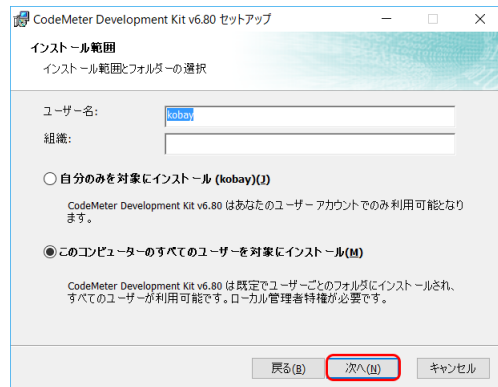 CodeMeter Development Kit v6.80 セットアップ
インストール範囲
インストール範囲とフォルダーの選択
ユーザー名:
kobay
組織:
自分のみを対象にインストール (kobay)(J)
CodeMeter Development Kit v6.80 はあなたのユーザー アカウントでのみ利用可能となり
ます。
このコンピューターのすべてのユーザーを対象にインストール(M)
CodeMeter Development Kit v6.80 は既定でユーザーごとのフォルダにインストールされ、
すべてのユーザーが利用可能です。ローカル管理者特権が必要です。
戻る(B) 次へ(N) キャンセル